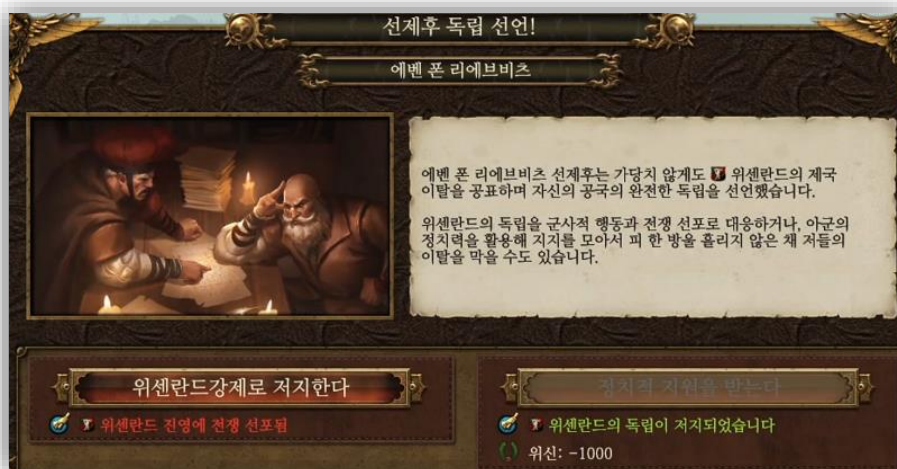 선제후 독립 선언!
에벤 폰 리에브비츠
에벤 폰 리에브비츠 선제후는 가당치 않게도 위센란드의 제국
이탈을 공표하며 자신의 공국의 완전한 독립을 선언했습니다.
위센란드의 독립을 군사적 행동과 전쟁 선포로 대응하거나, 아군의
정치력을 활용해 지지를 모아서 피 한 방울 흘리지 않은 채 저들의
이탈을 막을 수도 있습니다.
위센란드강제로 저지한다
정치적 지원을 받는다
위센란드 진영에 전쟁 선포됨
위센란드의 독립이 저지되었습니다
위신: -1000